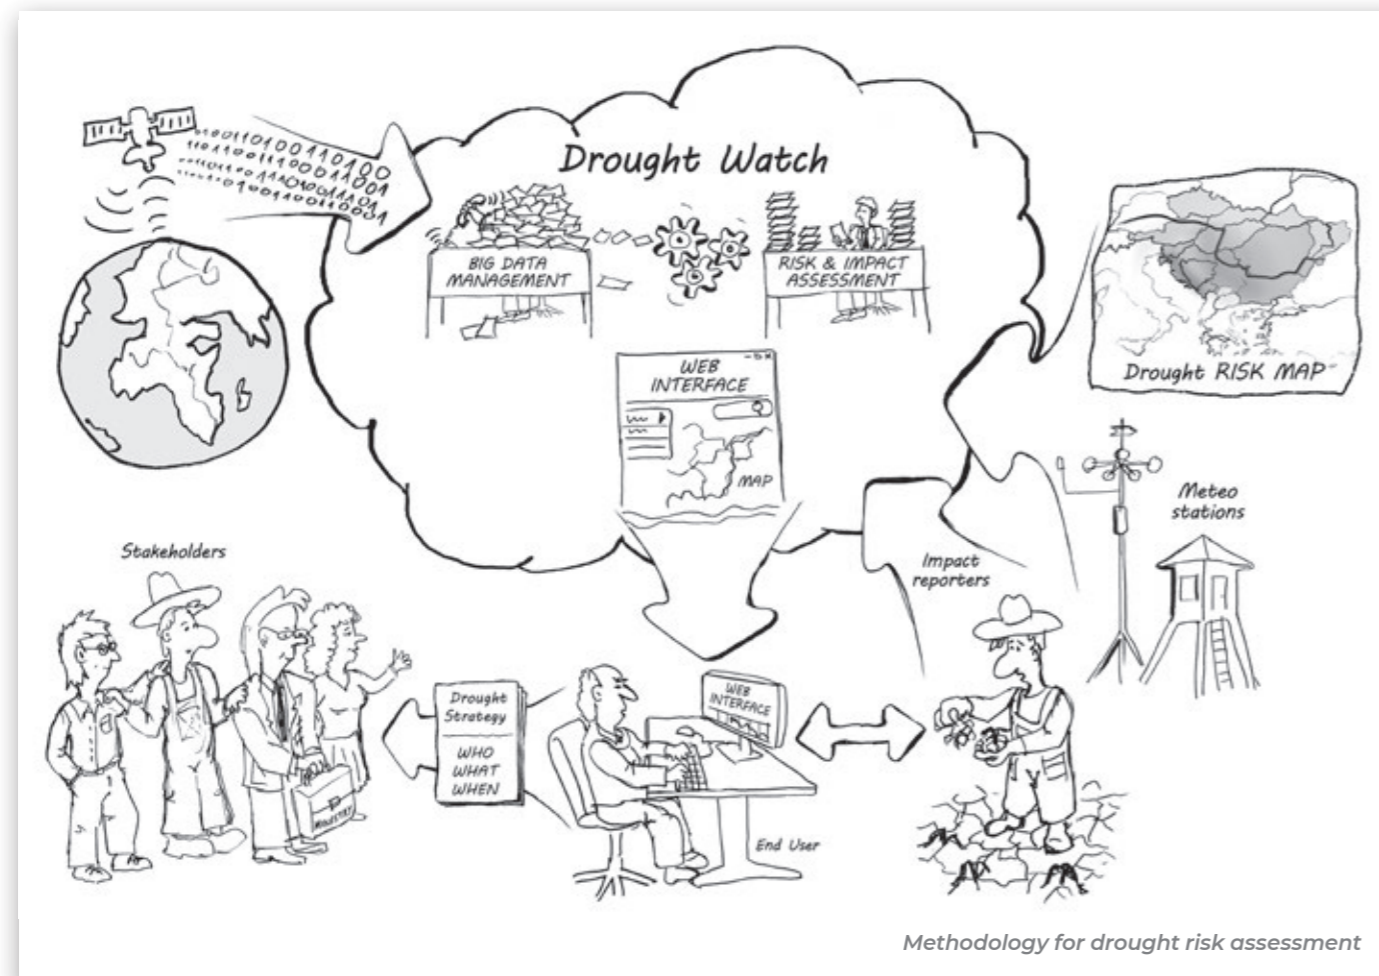 Drought Watch
BIG DATA
MANAGEMENT
RISK & IMPACT
ASSESSMENT
WEB
INTERFACE
MAP
Drought RISK MAP
Meteo
stations
Impact
reporters
Stakeholders
Drought
Strategy
WHO
WHAT
WHEN
WEB
INTERFACE
End User
MINISTRY
Methodology for drought risk assessment